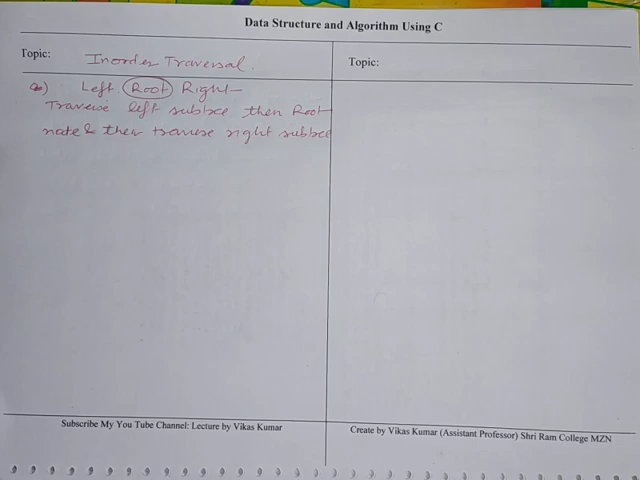 Data Structure and Algorithm Using C
Topic: Inorder Traversal.
Topic:
a) Left Root Right
Traverse left subtree then Root
note & then traverse right subtree
Subscribe My You Tube Channel: Lecture by Vikas Kumar
Create by Vikas Kumar (Assistant Professor) Shri Ram College MZN